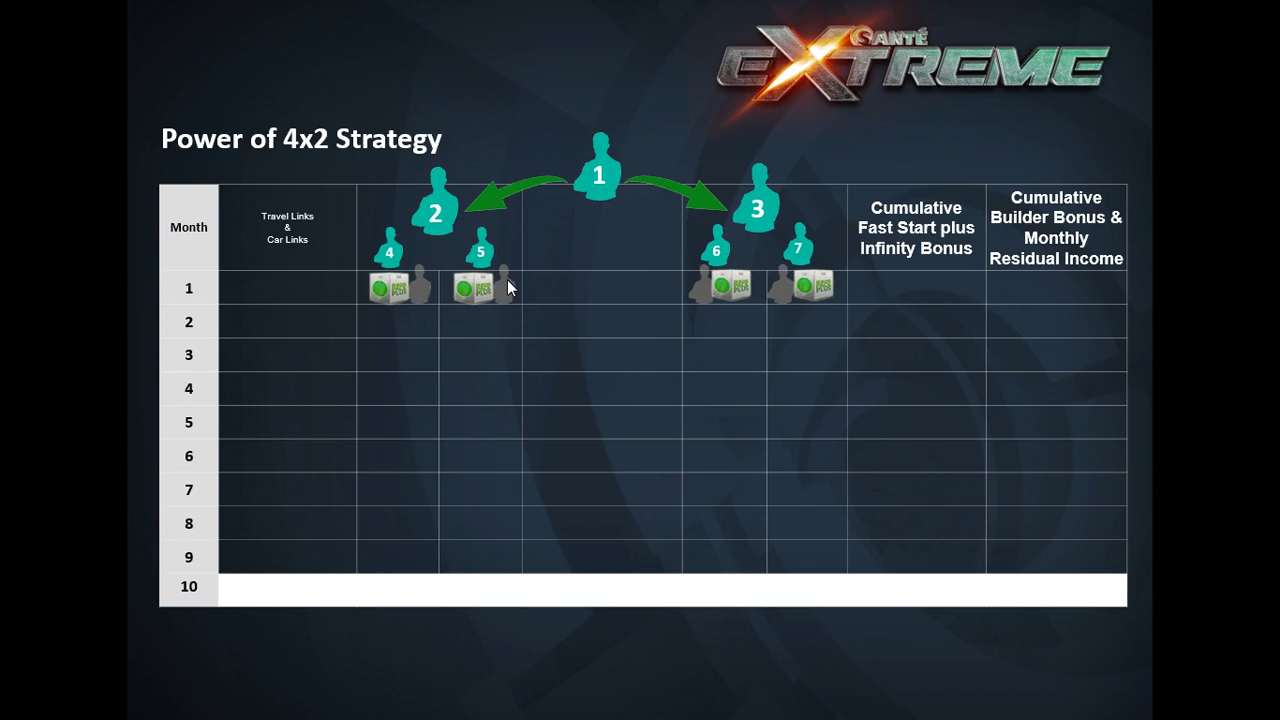 SANTÉ
EXTREME
Power of 4x2 Strategy
1
2
3
4
5
6
7
Month
Travel Links
&
Car Links
Cumulative
Fast Start plus
Infinity Bonus
Cumulative
Builder Bonus &
Monthly
Residual Income
1
2
3
4
5
6
7
8
9
10